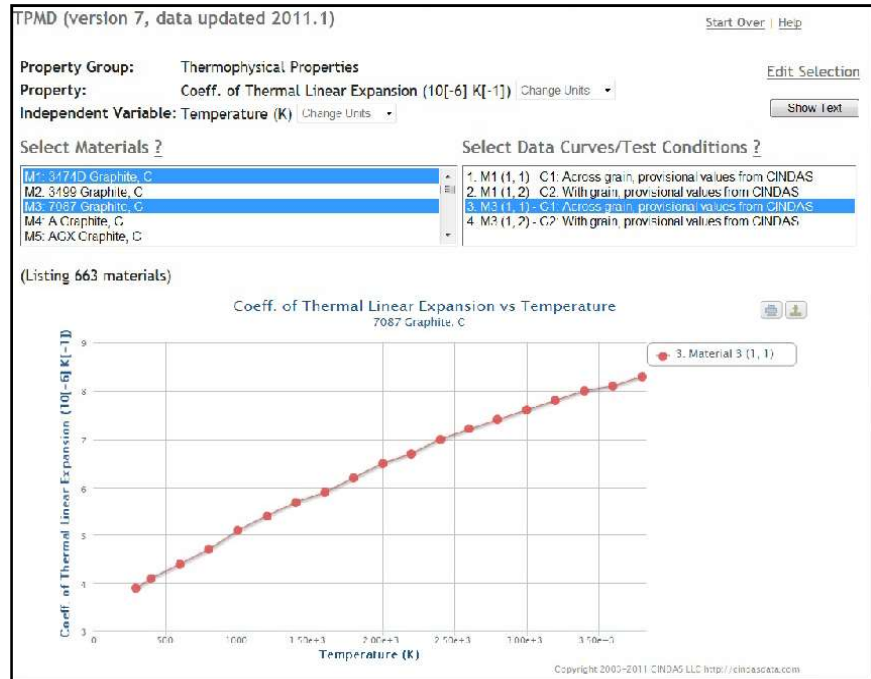 TPMD (version 7, data updated 2011.1)
Start Over | Help
Property Group: Thermophysical Properties
Edit Selection
Property: Coeff. of Thermal Linear Expansion (10[-6] K[-1]) Change Units
Independent Variable: Temperature (K) Change Units
Show Text
Select Materials ?
Select Data Curves/Test Conditions ?
M1: 3474D Graphite, C
M2: 3499 Graphite, C
M3: 7087 Graphite, C
M4: A Graphite, C
M5: AGX Graphite, C
1. M1 (1, 1) - C1: Across grain, provisional values from CINDAS
2. M1 (1, 2) - C2: With grain, provisional values from CINDAS
3. M3 (1, 1) - C1: Across grain, provisional values from CINDAS
4. M3 (1, 2) - C2: With grain, provisional values from CINDAS
(Listing 663 materials)
Coeff. of Thermal Linear Expansion vs Temperature
7087 Graphite, C
3. Material 3 (1, 1)
Coeff. of Thermal Linear Expansion (10[-6] K[-1])
9
8
7
6
5
4
3
0 500 1000 1.50e+3 2.00e+3 2.50e+3 3.00e+3 3.50e+3
Temperature (K)
Copyright 2005-2011 CINDAS LLC http://cindasdata.com